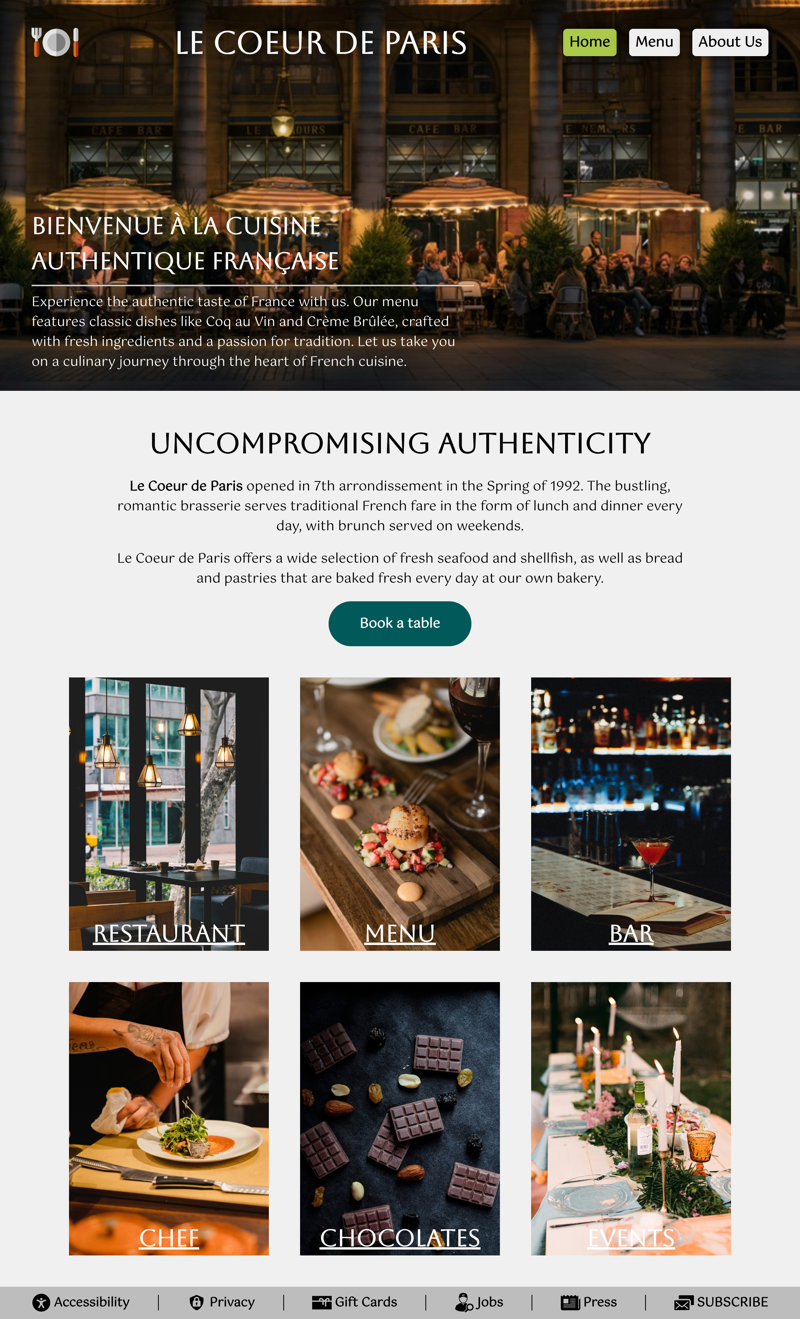 LE COEUR DE PARIS
Home
Menu
About Us
CAFE BAR
CAFE BAR
BAR
BIENVENUE À LA CUISINE
AUTHENTIQUE FRANÇAISE
Experience the authentic taste of France with us. Our menu
features classic dishes like Coq au Vin and Crème Brûlée, crafted
with fresh ingredients and a passion for tradition. Let us take you
on a culinary journey through the heart of French cuisine.
UNCOMPROMISING AUTHENTICITY
Le Coeur de Paris opened in 7th arrondissement in the Spring of 1992. The bustling,
romantic brasserie serves traditional French fare in the form of lunch and dinner every
day, with brunch served on weekends.
Le Coeur de Paris offers a wide selection of fresh seafood and shellfish, as well as bread
and pastries that are baked fresh every day at our own bakery.
Book a table
RESTAURANT
MENU
BAR
CHEF
CHOCOLATES
EVENTS
Accessibility
Privacy
Gift Cards
Jobs
Press
SUBSCRIBE